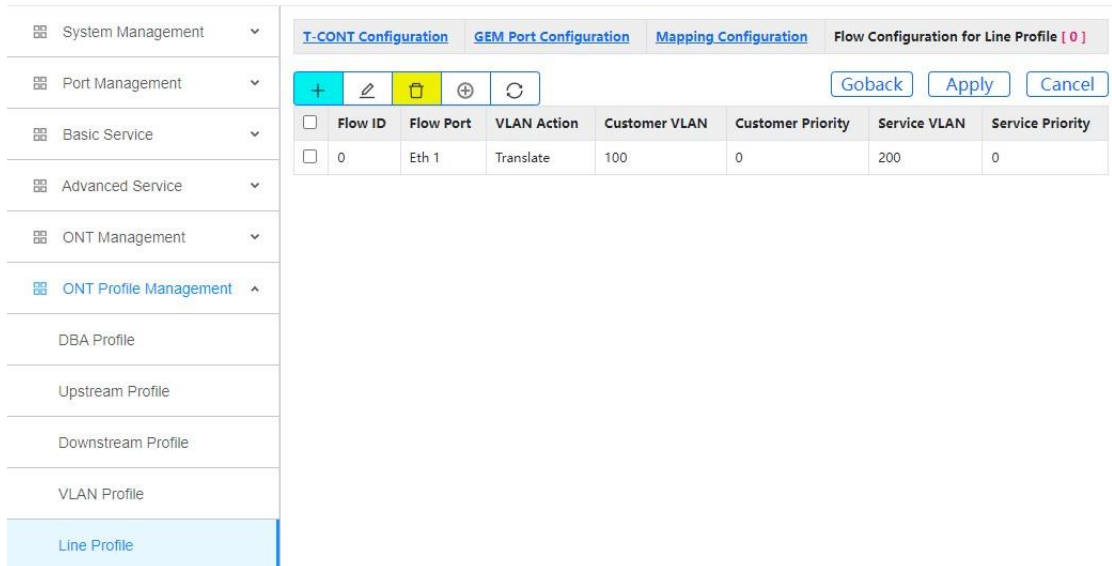 System Management
Port Management
Basic Service
Advanced Service
ONT Management
ONT Profile Management
DBA Profile
Upstream Profile
Downstream Profile
VLAN Profile
Line Profile
T-CONT Configuration GEM Port Configuration Mapping Configuration Flow Configuration for Line Profile [ 0 ]
Goback Apply Cancel
Flow ID Flow Port VLAN Action Customer VLAN Customer Priority Service VLAN Service Priority
0 Eth 1 Translate 100 0 200 0